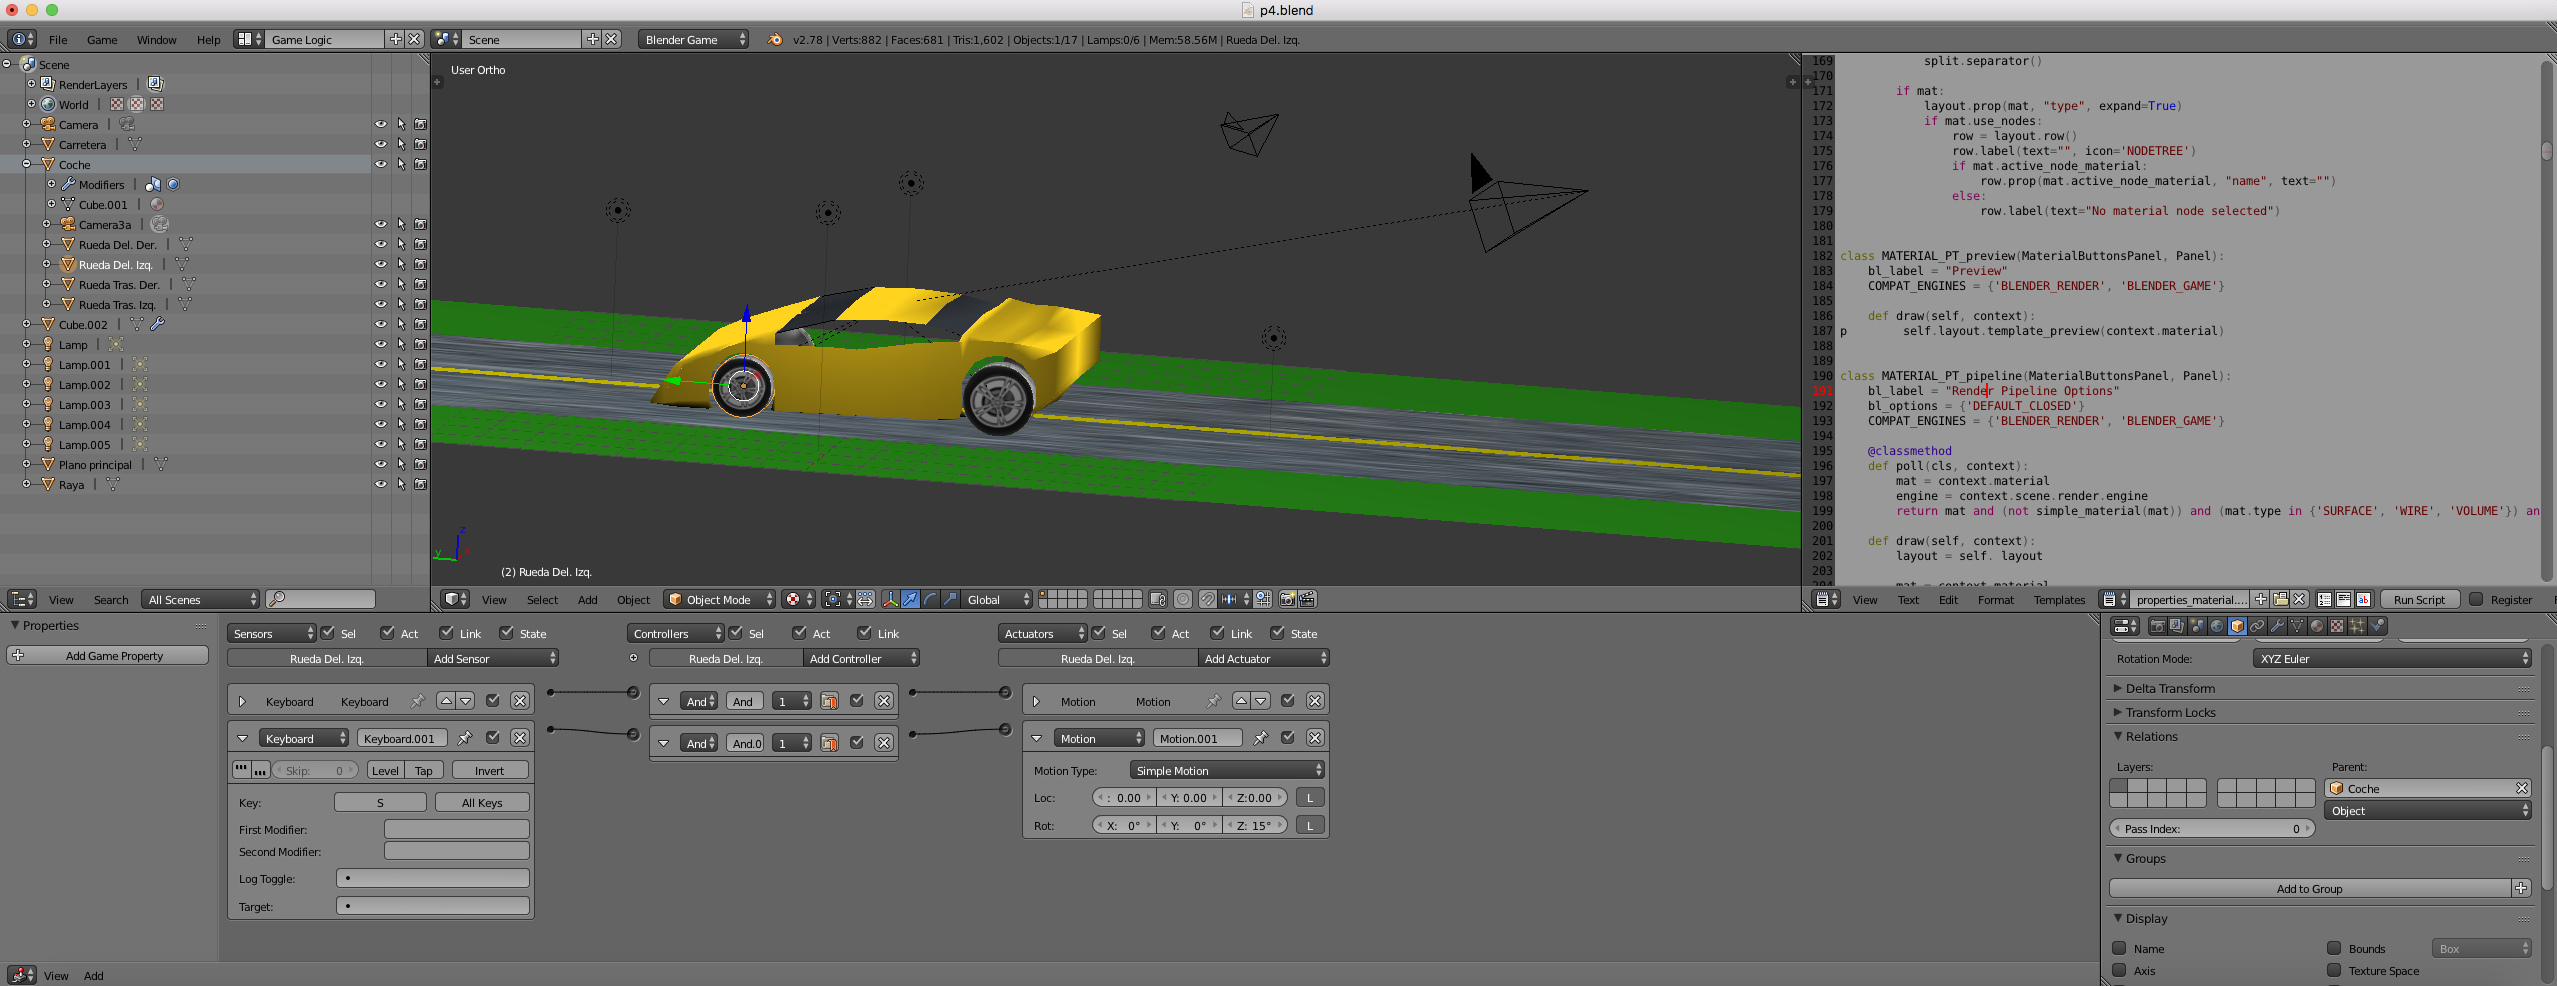 p4.blend
File Game Window Help Game Logic Scene Blender Game v2.78 | Verts:882 | Faces:681 | Tris:1,602 | Objects:1/17 | Lamps:0/6 | Mem:58.56M | Rueda Del. Izq.
Scene
RenderLayers |
World |
Camera |
Carretera |
Coche
Modifiers |
Cube.001 |
Camera3a |
Rueda Del. Der. |
Rueda Del. Izq. |
Rueda Tras. Der. |
Rueda Tras. Izq. |
Cube.002 |
Lamp |
Lamp.001 |
Lamp.002 |
Lamp.003 |
Lamp.004 |
Lamp.005 |
Plano principal |
Raya |
View Search All Scenes
User Ortho
z
y
(2) Rueda Del. Izq.
View Select Add Object Object Mode Global
169 split.separator()
170
171 if mat:
172 layout.prop(mat, "type", expand=True)
173 if mat.use_nodes:
174 row = layout.row()
175 row.label(text="", icon='NODETREE')
176 if mat.active_node_material:
177 row.prop(mat.active_node_material, "name", text="")
178 else:
179 row.label(text="No material node selected")
180
181
182 class MATERIAL_PT_preview(MaterialButtonsPanel, Panel):
183 bl_label = "Preview"
184 COMPAT_ENGINES = {'BLENDER_RENDER', 'BLENDER_GAME'}
185
186 def draw(self, context):
187 p self.layout.template_preview(context.material)
188
189
190 class MATERIAL_PT_pipeline(MaterialButtonsPanel, Panel):
191 bl_label = "Render Pipeline Options"
192 bl_options = {'DEFAULT_CLOSED'}
193 COMPAT_ENGINES = {'BLENDER_RENDER', 'BLENDER_GAME'}
194
195 @classmethod
196 def poll(cls, context):
197 mat = context.material
198 engine = context.scene.render.engine
199 return mat and (not simple_material(mat)) and (mat.type in {'SURFACE', 'WIRE', 'VOLUME'}) an
200
201 def draw(self, context):
202 layout = self. layout
203
204 mat = context.material
View Text Edit Format Templates properties_material.... Run Script Register
Properties
Add Game Property
Sensors Sel Act Link State
Rueda Del. Izq. Add Sensor
Keyboard Keyboard
Keyboard Keyboard.001
Skip: 0 Level Tap Invert
Key: S All Keys
First Modifier:
Second Modifier:
Log Toggle:
Target:
Controllers Sel Act Link
Rueda Del. Izq. Add Controller
And And 1
And And.0 1
Actuators Sel Act Link State
Rueda Del. Izq. Add Actuator
Motion Motion
Motion Motion.001
Motion Type: Simple Motion
Loc: : 0.00 Y: 0.00 Z:0.00 L
Rot: X: 0° Y: 0° Z: 15° L
View Add
Rotation Mode: XYZ Euler
Delta Transform
Transform Locks
Relations
Layers: Parent:
Coche
Object
Pass Index: 0
Groups
Add to Group
Display
Name Bounds Box
Axis Texture Space